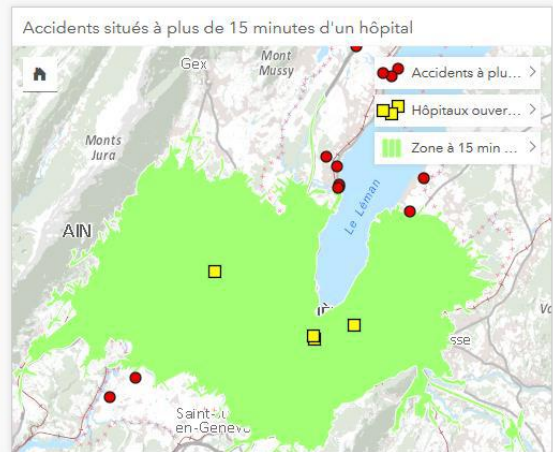 Accidents situés à plus de 15 minutes d'un hôpital
Gex
Mont
Mussy
Accidents à plu...
Hôpitaux ouver...
Zone à 15 min ...
Monts
Jura
Le Léman
AIN
Saint-
en-Genev